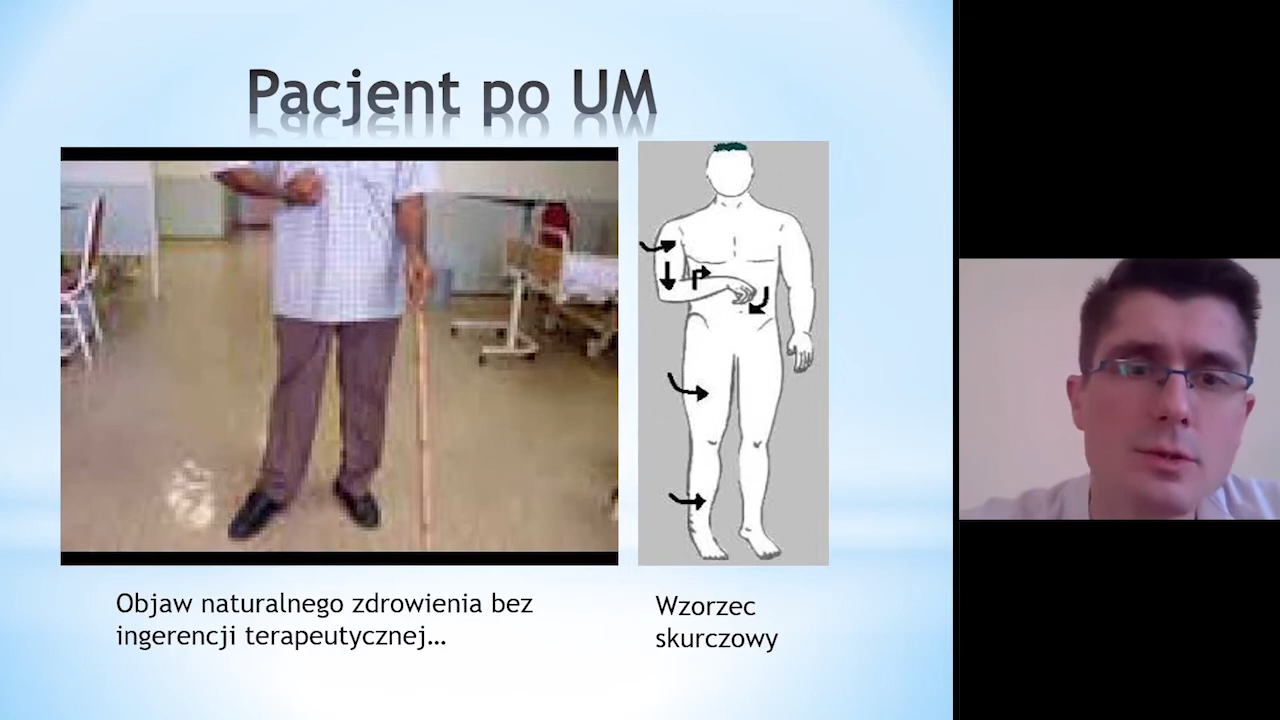 Pacjent po UM
Objaw naturalnego zdrowienia bez
ingerencji terapeutycznej…
Wzorzec
skurczowy